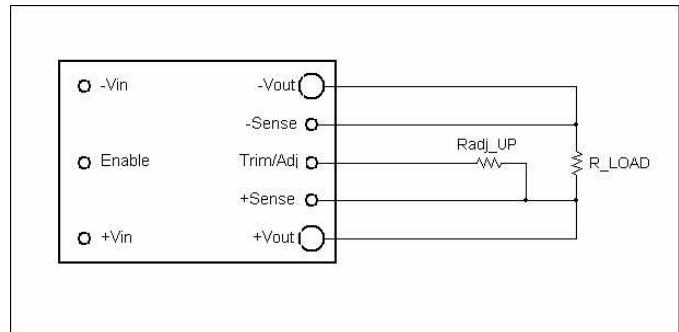 -Vin
-Vout
-Sense
Radj_UP
Enable
Trim/Adj
R_LOAD
+Sense
+Vin
+Vout